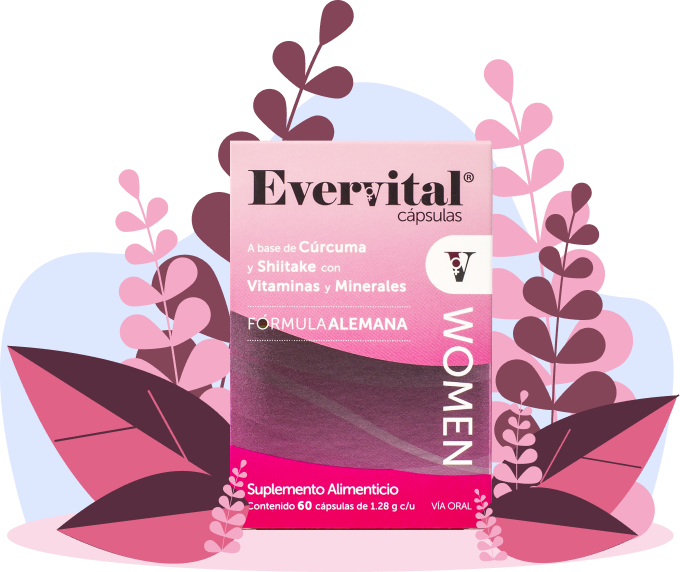 Evervital®
cápsulas
A base de Cúrcuma
y Shiitake con
Vitaminas y Minerales
FÓRMULA ALEMANA
V
WOMEN
Suplemento Alimenticio
Contenido 60 cápsulas de 1.28 g c/u
VÍA ORAL